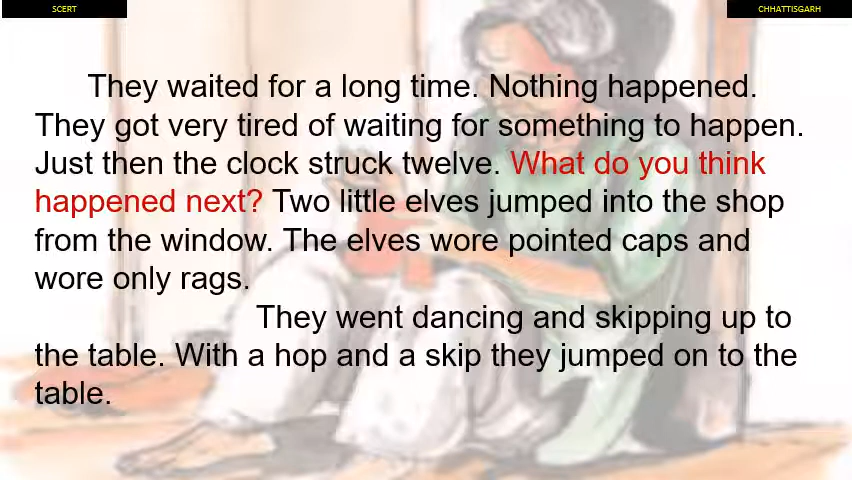 SCERT
CHHATTISGARH
They waited for a long time. Nothing happened.
They got very tired of waiting for something to happen.
Just then the clock struck twelve. What do you think
happened next? Two little elves jumped into the shop
from the window. The elves wore pointed caps and
wore only rags.
They went dancing and skipping up to
the table. With a hop and a skip they jumped on to the
table.